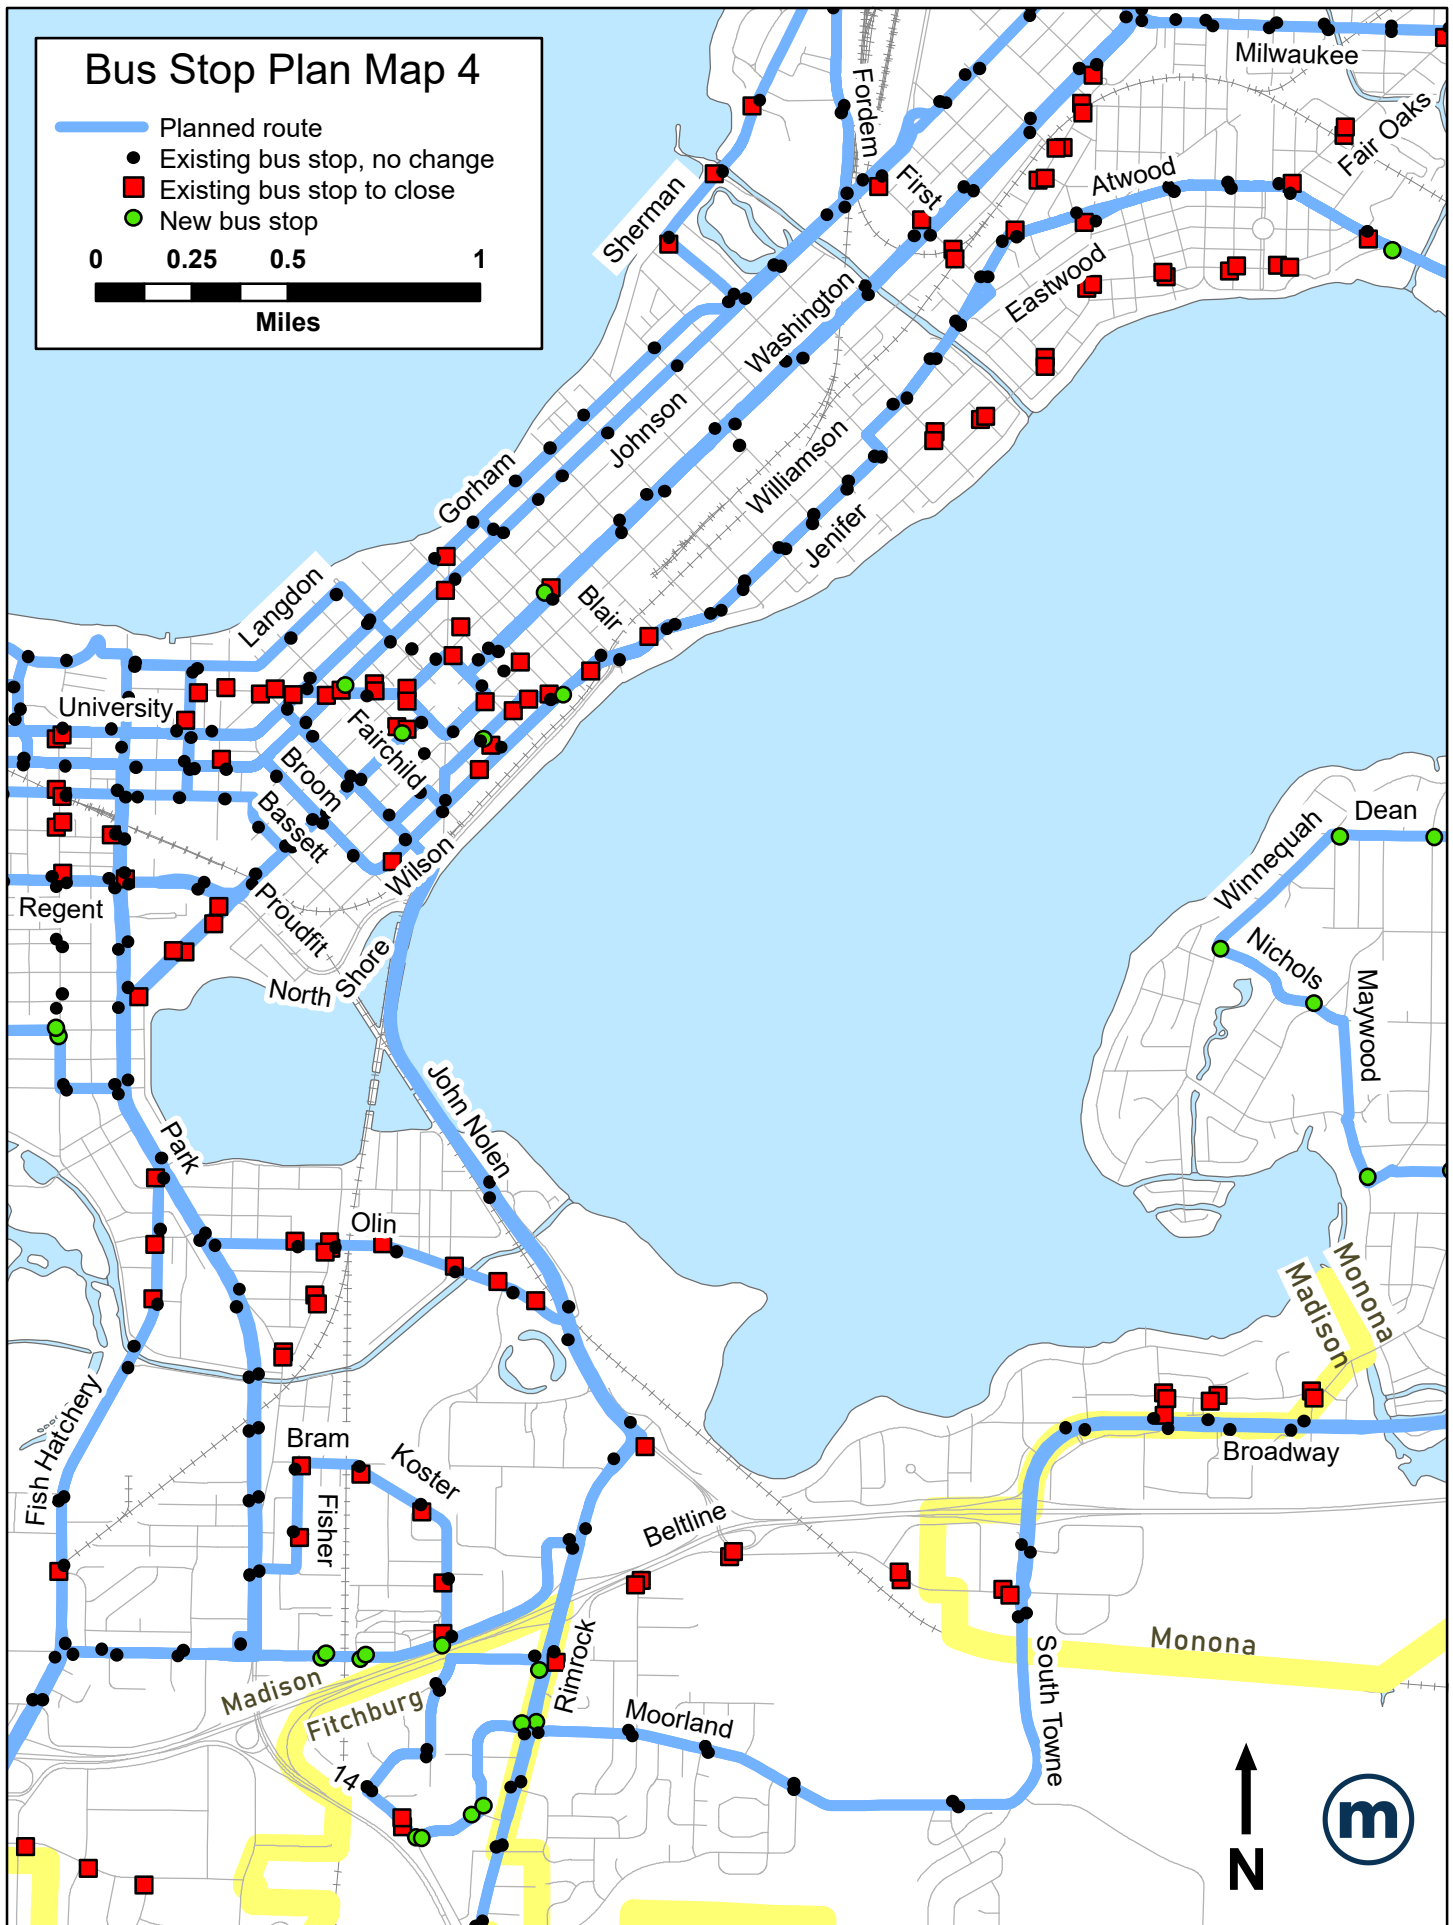 Bus Stop Plan Map 4
Planned route
Existing bus stop, no change
Existing bus stop to close
New bus stop
0 0.25 0.5 1
Miles
Milwaukee
Fordem
Fair Oaks
First
Atwood
Sherman
Eastwood
Washington
Johnson
Gorham
Williamson
Jenifer
Langdon
Blair
University
Fairchild
Broom
Bassett
Wilson
Dean
Winnequah
Regent
Proudfit
Nichols
North
Shore
Maywood
John Nolen
Park
Olin
Monona
Madison
Fish Hatchery
Bram
Koster
Broadway
Fisher
Beltline
Rimrock
Monona
Madison
Fitchburg
Moorland
South Towne
14
N
m